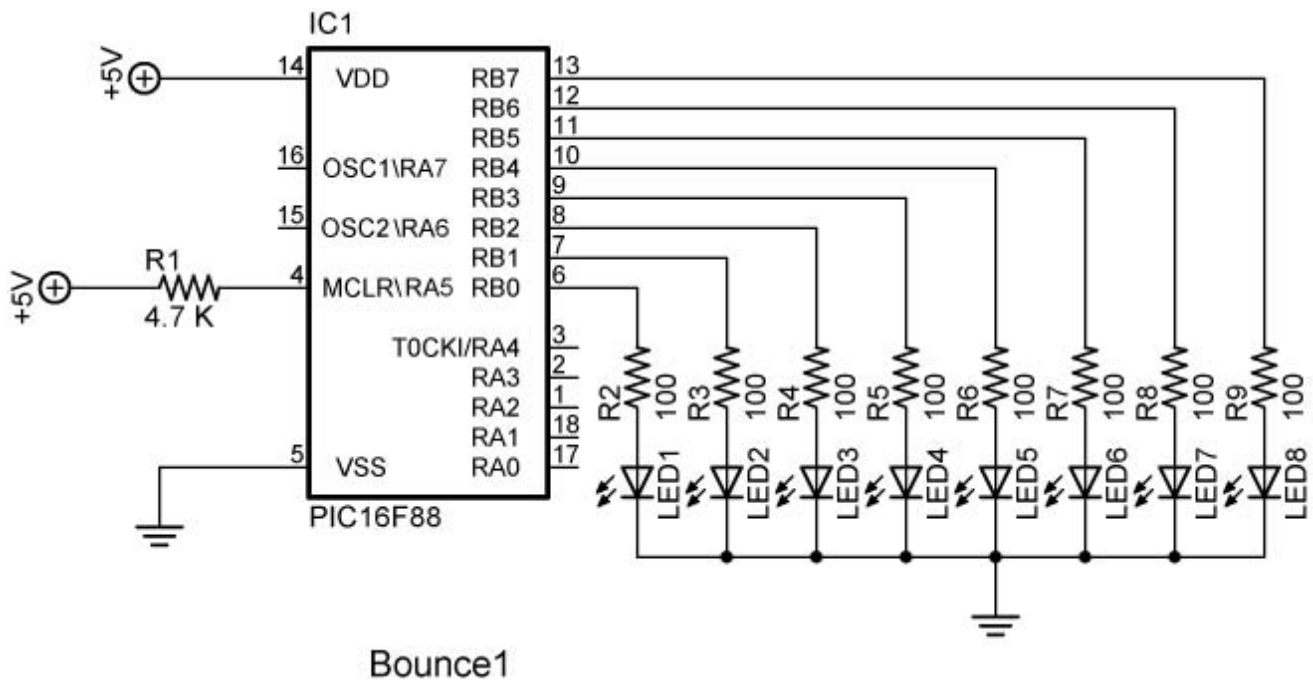 IC1
+5V
14
VDD
RB7
13
RB6
12
RB5
11
16
OSC1\RA7
RB4
10
RB3
9
15
OSC2\RA6
RB2
8
RB1
7
+5V
R1
4.7 K
4
MCLR\RA5
RB0
6
T0CKI/RA4
3
RA3
2
RA2
1
RA1
18
5
VSS
RA0
17
PIC16F88
R2
100
R3
100
R4
100
R5
100
R6
100
R7
100
R8
100
R9
100
LED1
LED2
LED3
LED4
LED5
LED6
LED7
LED8
Bounce1